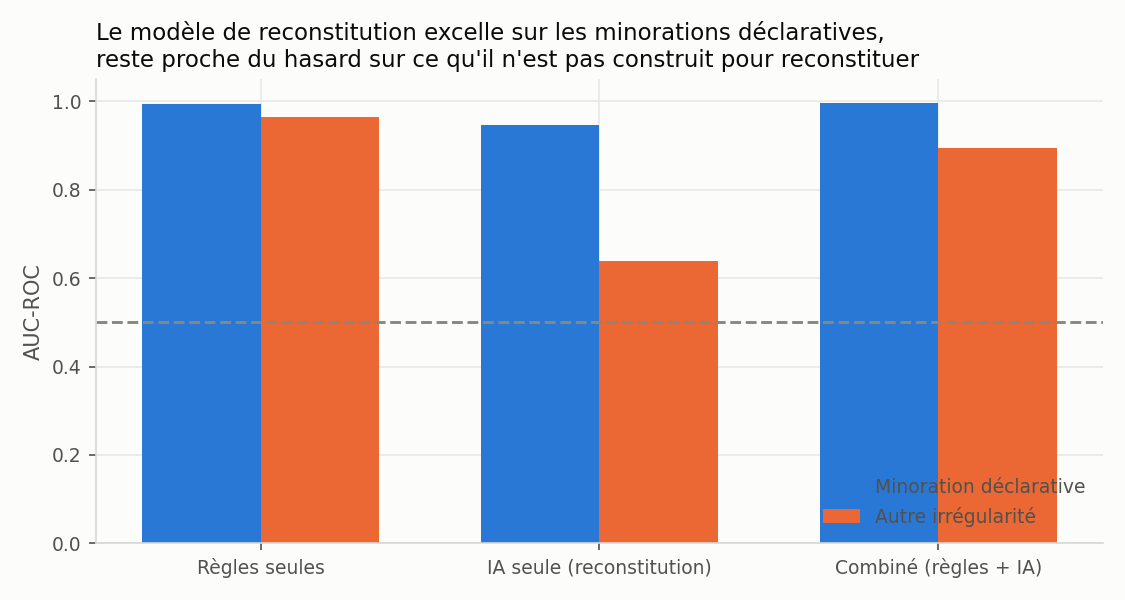 Le modèle de reconstitution excelle sur les minorations déclaratives,
reste proche du hasard sur ce qu'il n'est pas construit pour reconstituer
AUC-ROC
1.0
0.8
0.6
0.4
0.2
0.0
Minoration déclarative
Autre irrégularité
Règles seules
IA seule (reconstitution)
Combiné (règles + IA)